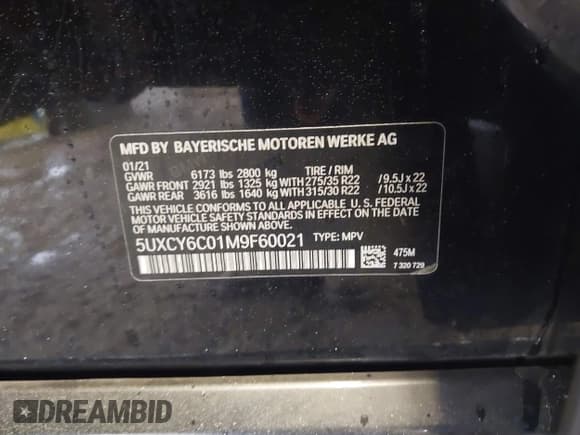 MFD BY BAYERISCHE MOTOREN WERKE AG
01/21
GVWR 6173 lbs 2800 kg TIRE / RIM
GAWR FRONT 2921 lbs 1325 kg WITH 275/35 R22 /9.5J x 22
GAWR REAR 3616 lbs 1640 kg WITH 315/30 R22 /10.5J x 22
THIS VEHICLE CONFORMS TO ALL APPLICABLE U. S. FEDERAL
MOTOR VEHICLE SAFETY STANDARDS IN EFFECT ON THE DATE
OF MANUFACTURE SHOWN ABOVE.
5UXCY6C01M9F60021 TYPE: MPV
475M
7 320 729
DREAMBID